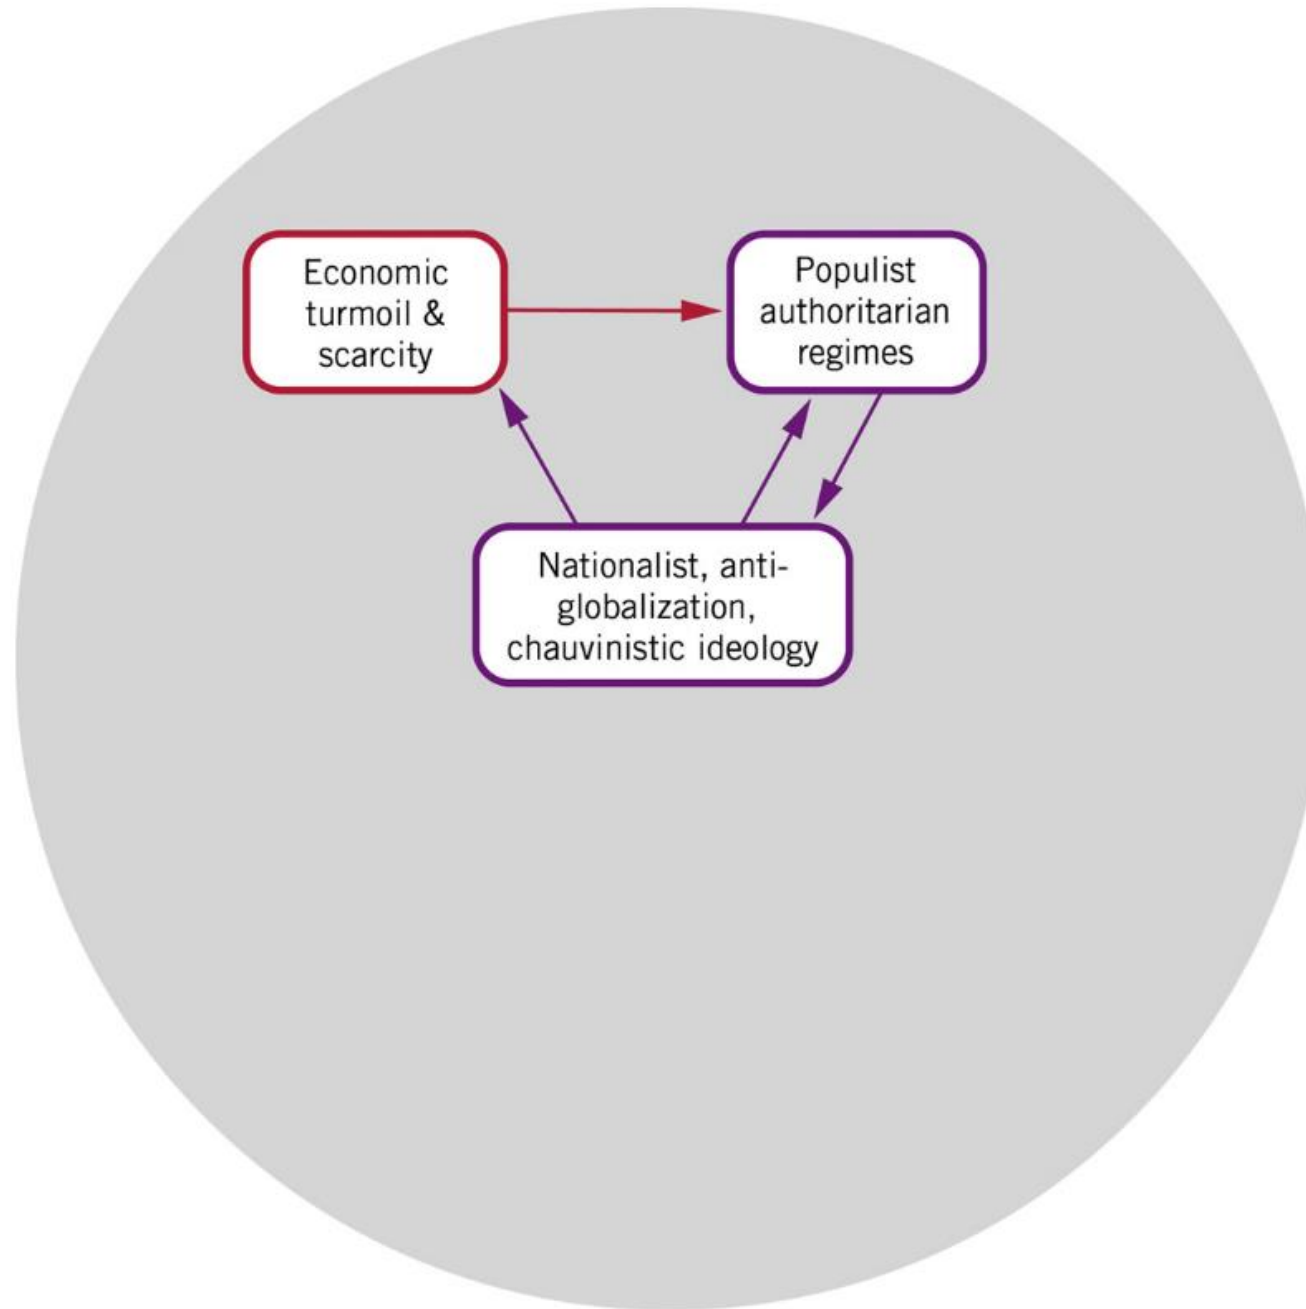 Economic
turmoil &
scarcity
Populist
authoritarian
regimes
Nationalist, anti-
globalization,
chauvinistic ideology